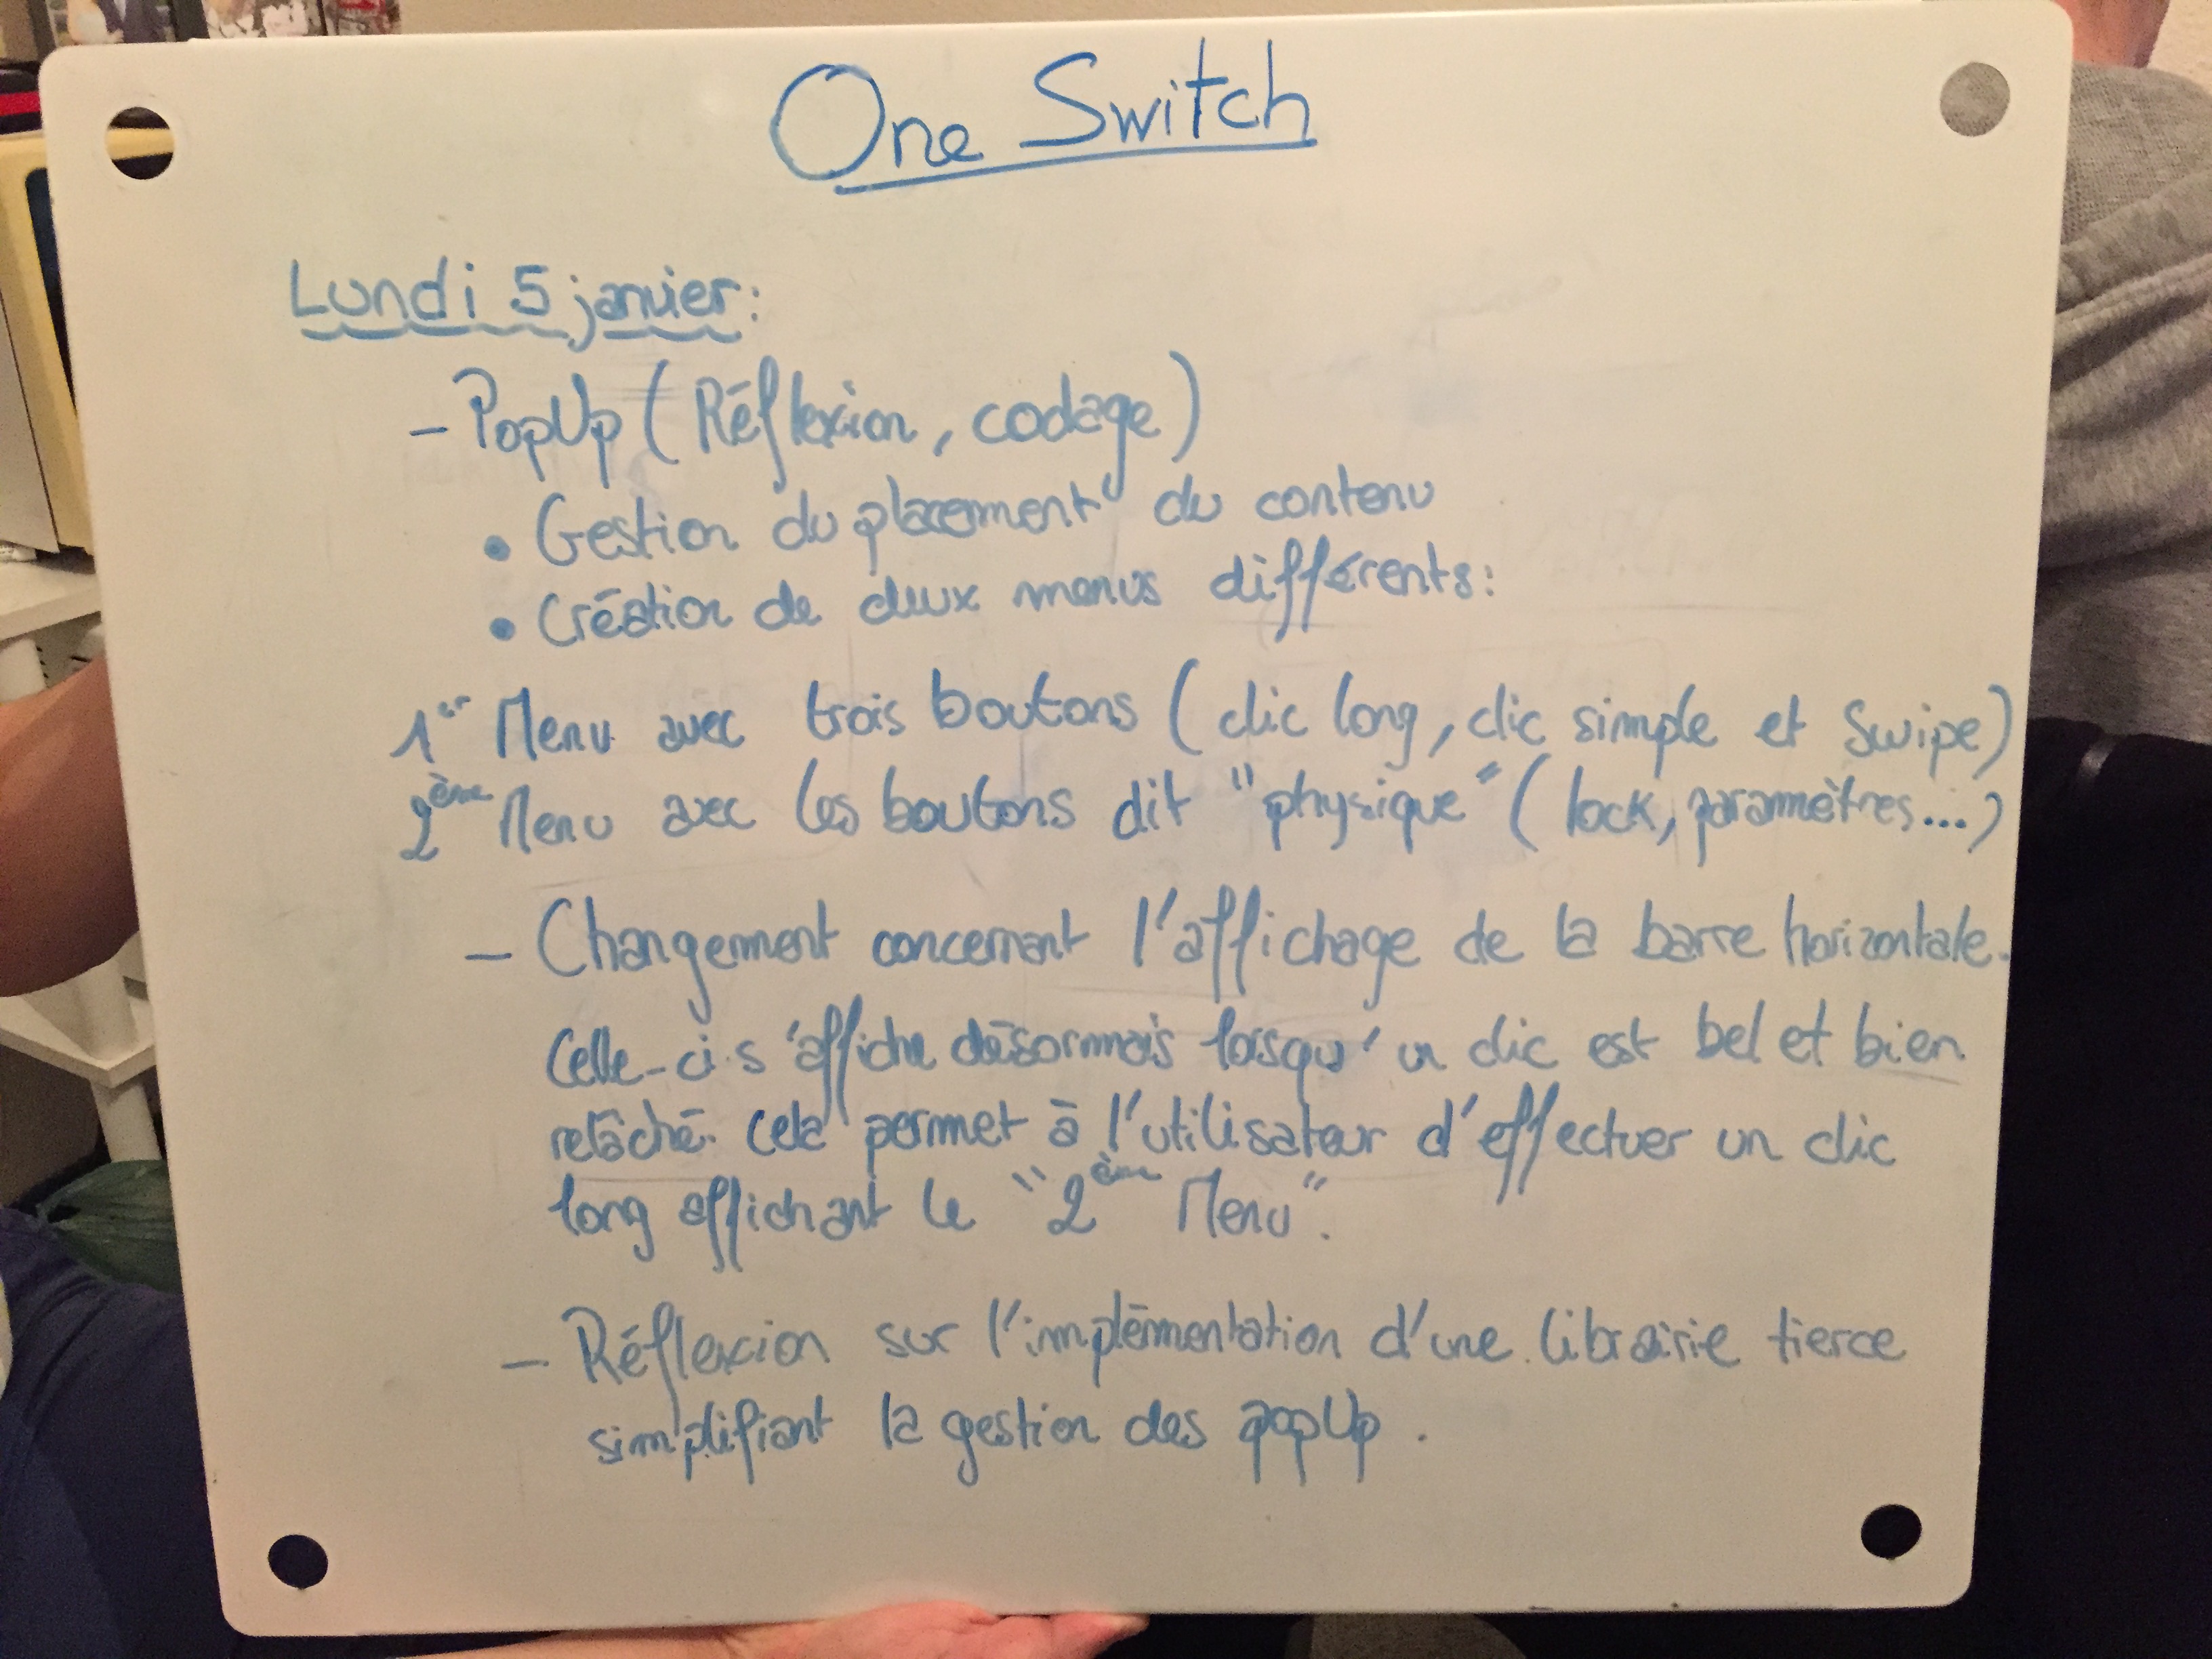 One Switch
Lundi 5 janvier:
- PopUp (Réflexion, codage)
• Gestion du placement du contenu
• Création de deux menus différents:
1er Menu avec trois boutons (clic long, clic simple et Swipe)
2ème Menu avec les boutons dit "physique" (lock, paramètres...)
- Changement concernant l'affichage de la barre horizontale.
Celle-ci s'affiche désormais lorsqu'un clic est bel et bien
relâché. Cela permet à l'utilisateur d'effectuer un clic
long affichant le "2ème Menu".
- Réflexion sur l'implémentation d'une librairie tierce
simplifiant la gestion des popUp.